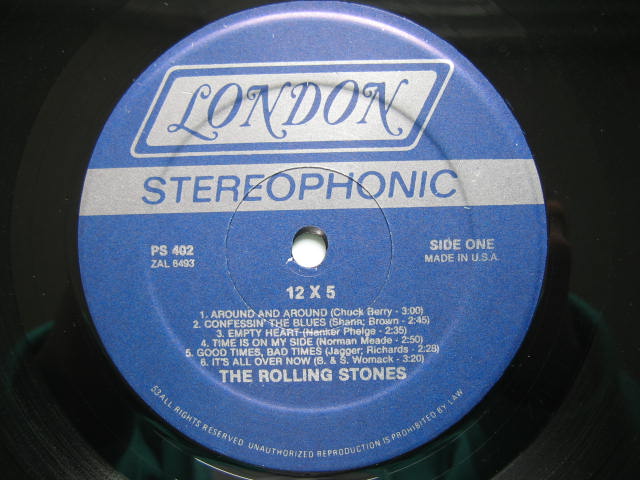 LONDON
STEREOPHONIC
PS 402
ZAL 6493
SIDE ONE
MADE IN U.S.A.
12 X 5
1. AROUND AND AROUND (Chuck Berry - 3:00)
2. CONFESSIN' THE BLUES (Shann; Brown - 2:45)
3. EMPTY HEART (Nanker Phelge - 2:35)
4. TIME IS ON MY SIDE (Norman Meade - 2:50)
5. GOOD TIMES, BAD TIMES (Jagger; Richards - 2:28)
6. IT'S ALL OVER NOW (B. & S. Womack - 3:20)
THE ROLLING STONES
53 ALL RIGHTS RESERVED UNAUTHORIZED REPRODUCTION IS PROHIBITED BY LAW